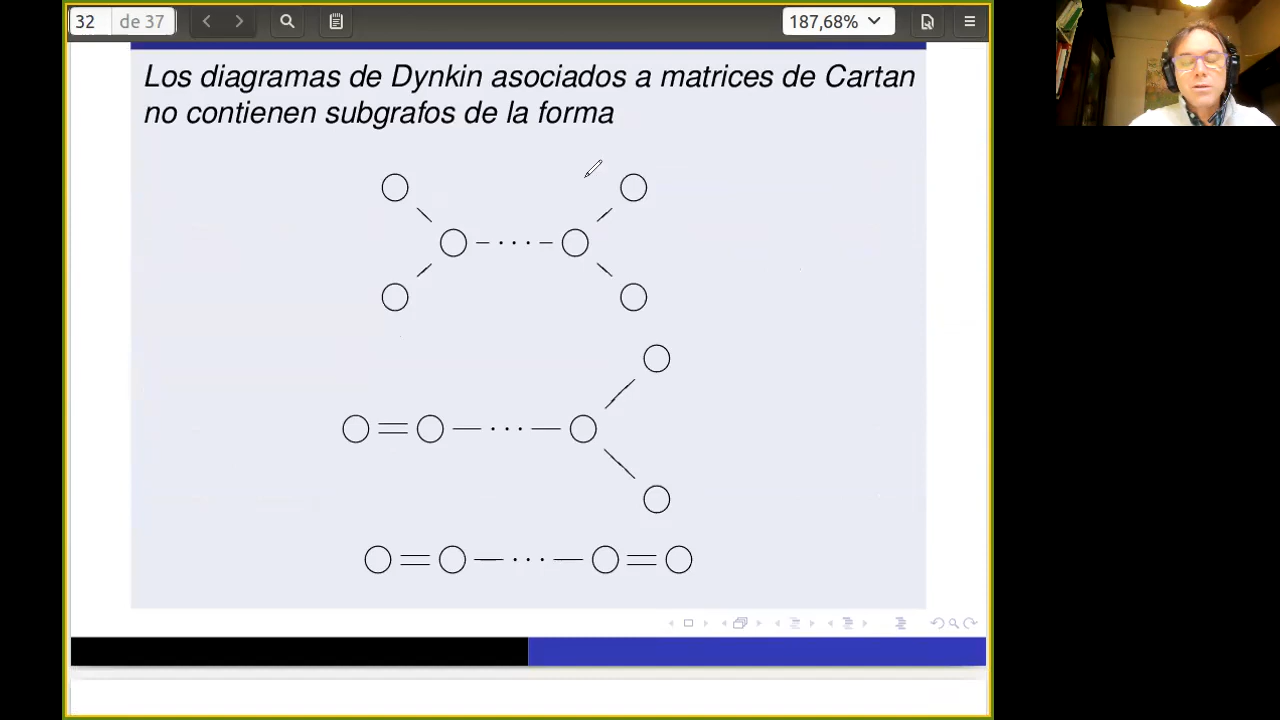 32
de 37
187,68%
Los diagramas de Dynkin asociados a matrices de Cartan
no contienen subgrafos de la forma